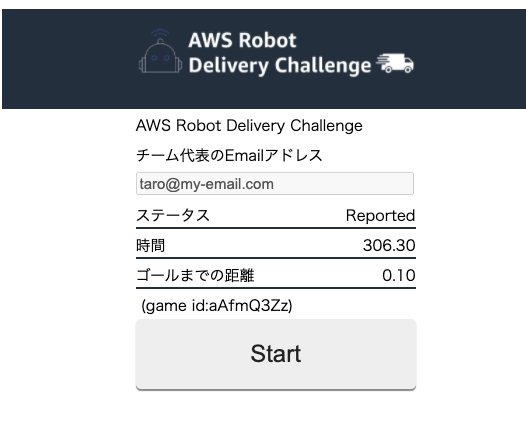 AWS Robot
Delivery Challenge
AWS Robot Delivery Challenge
チーム代表のEmailアドレス
taro@my-email.com
ステータス Reported
時間 306.30
ゴールまでの距離 0.10
(game id:aAfmQ3Zz)
Start